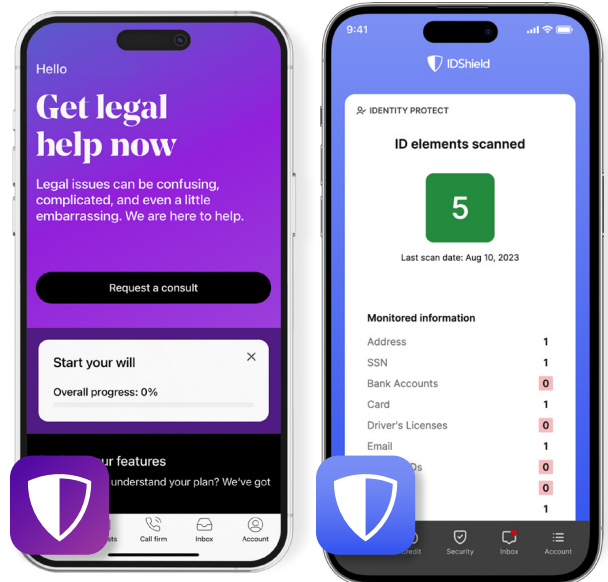 Hello
Get legal
help now
Legal issues can be confusing,
complicated, and even a little
embarrassing. We are here to help.
Request a consult
Start your will
Overall progress: 0%
ur features
understand your plan? We've got
sts
Call firm
Inbox
Account
9:41
IDShield
IDENTITY PROTECT
ID elements scanned
5
Last scan date: Aug 10, 2023
Monitored information
Address 1
SSN 1
Bank Accounts 0
Card 1
Driver's Licenses 0
Email 1
Ds 0
0
1
redit
Security
Inbox
Account